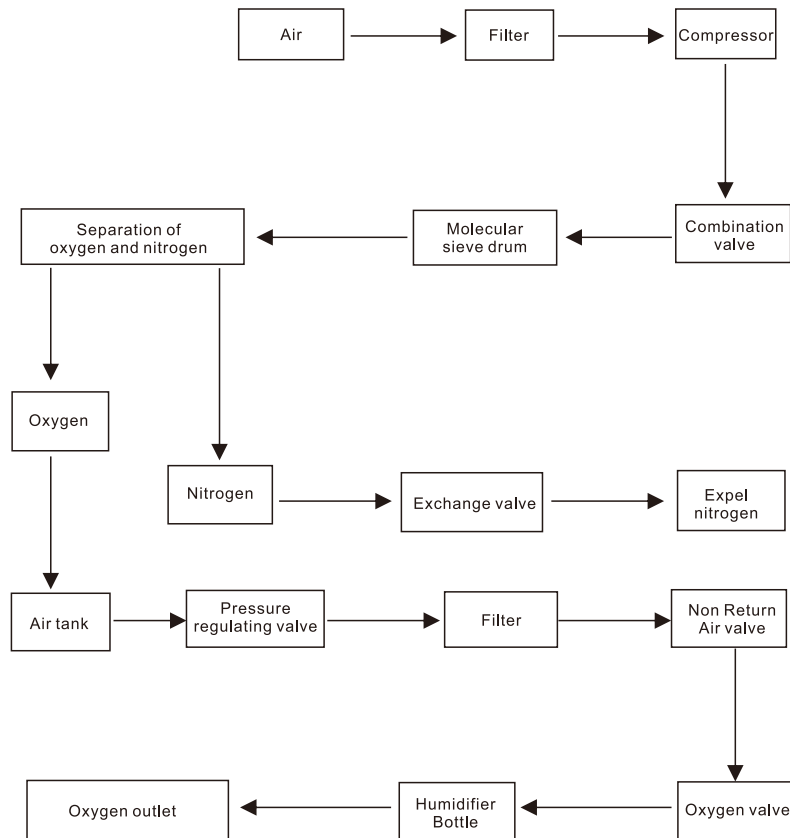 Air
Filter
Compressor
Separation of
oxygen and nitrogen
Molecular
sieve drum
Combination
valve
Oxygen
Nitrogen
Exchange valve
Expel
nitrogen
Air tank
Pressure
regulating valve
Filter
Non Return
Air valve
Oxygen outlet
Humidifier
Bottle
Oxygen valve